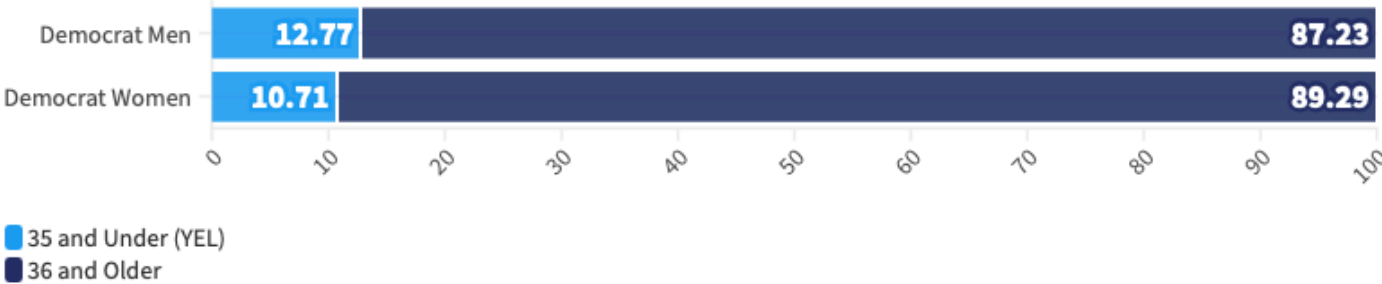 Democrat Men 12.77 87.23
Democrat Women 10.71 89.29
0 10 20 30 40 50 60 70 80 90 100
35 and Under (YEL)
36 and Older